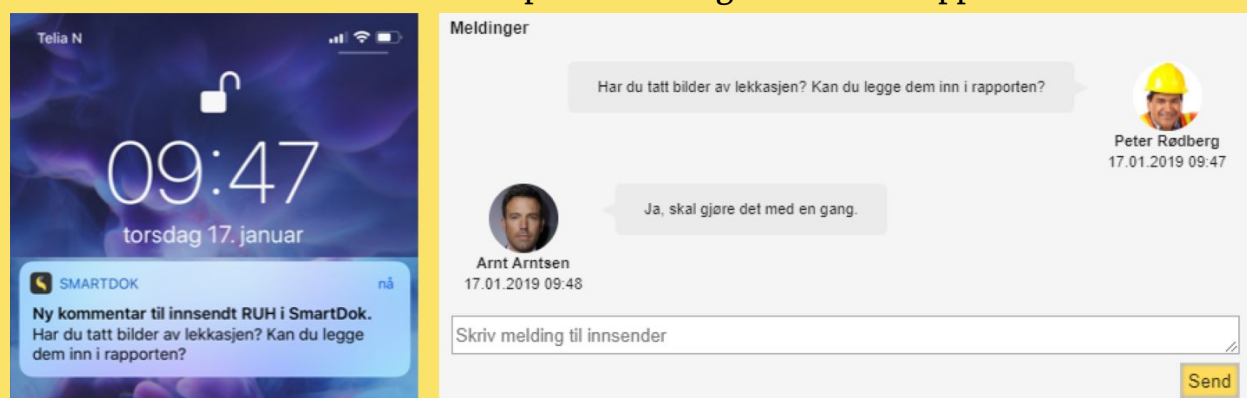 Telia N
09:47
torsdag 17. januar
SMARTDOK
nå
Ny kommentar til innsendt RUH i SmartDok.
Har du tatt bilder av lekkasjen? Kan du legge
dem inn i rapporten?
Meldinger
Har du tatt bilder av lekkasjen? Kan du legge dem inn i rapporten?
Peter Rødberg
17.01.2019 09:47
Ja, skal gjøre det med en gang.
Arnt Arntsen
17.01.2019 09:48
Skriv melding til innsender
Send